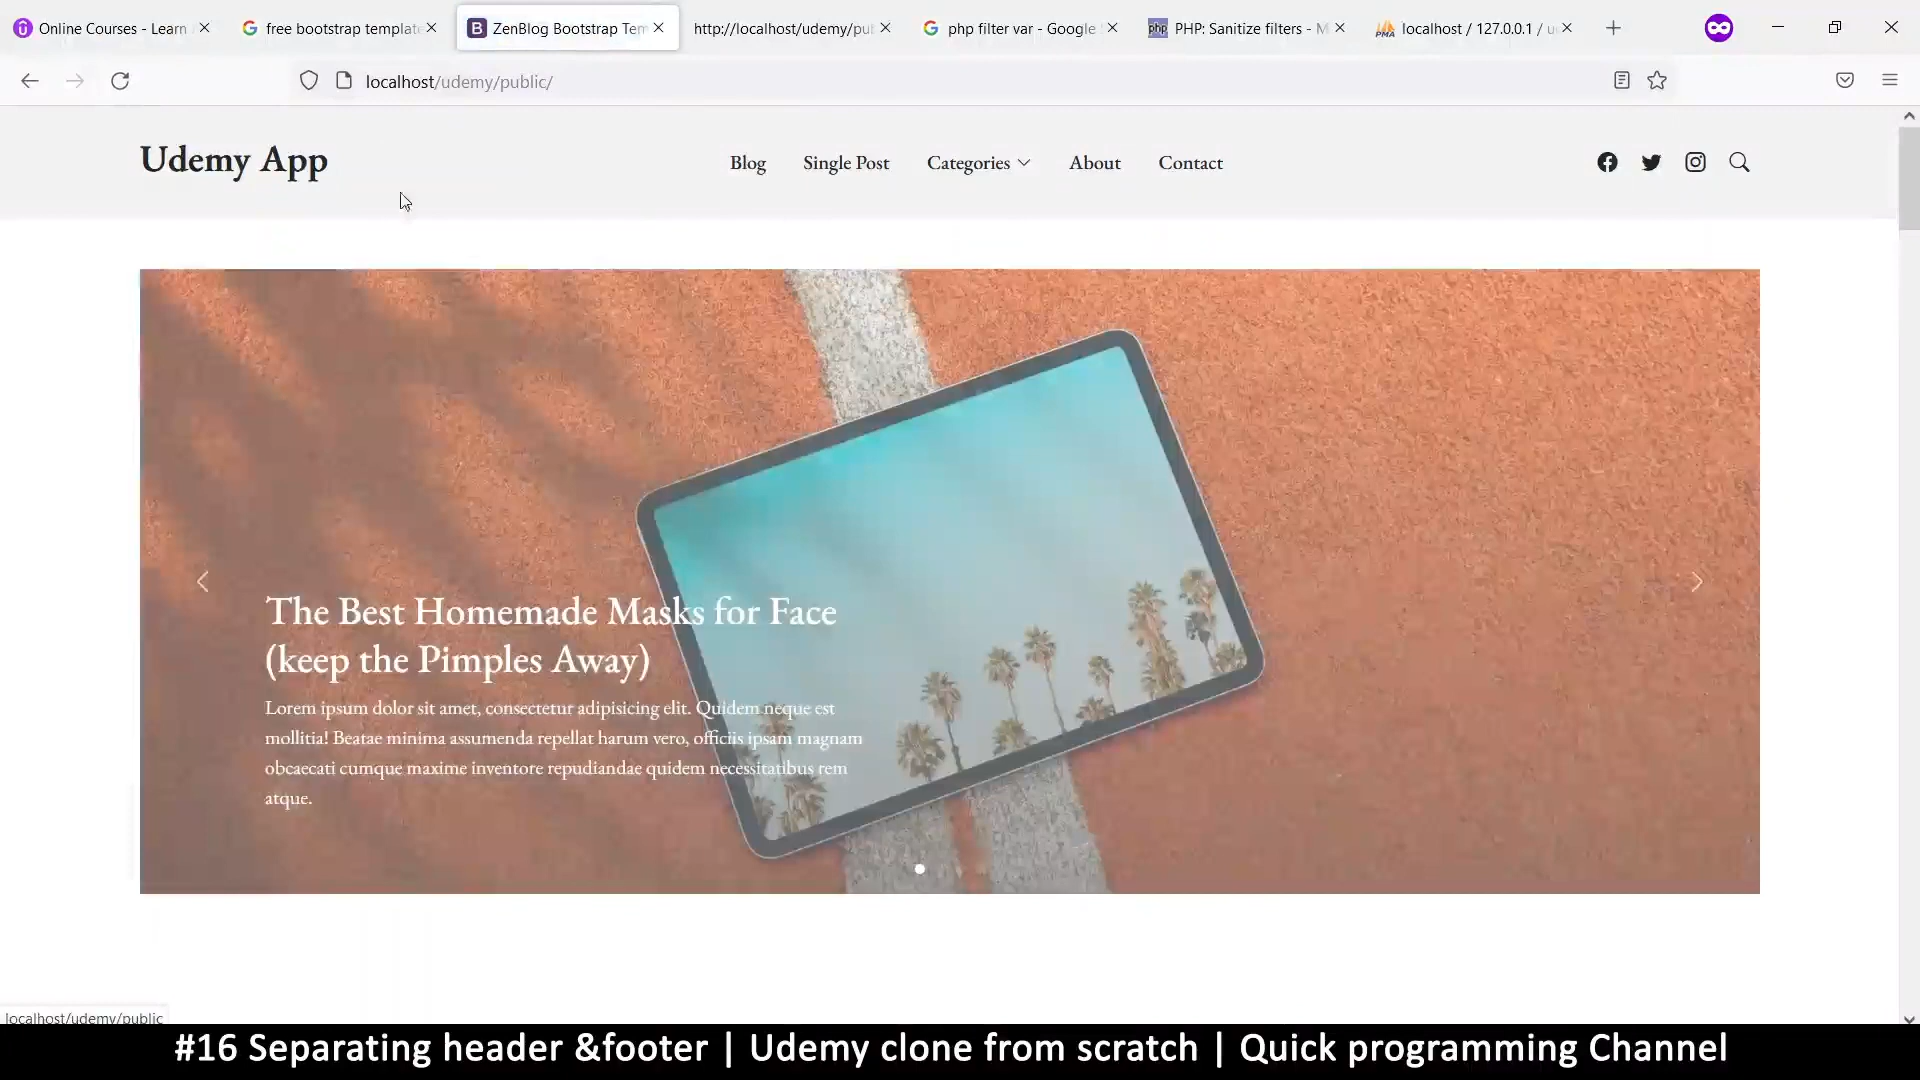 Online Courses - Learn
free bootstrap template
ZenBlog Bootstrap Tem
http://localhost/udemy/pu
php filter var - Google
PHP: Sanitize filters - M
localhost / 127.0.0.1 / u
localhost/udemy/public/
Udemy App
Blog
Single Post
Categories
About
Contact
The Best Homemade Masks for Face
(keep the Pimples Away)
Lorem ipsum dolor sit amet, consectetur adipisicing elit. Quidem neque est
mollitia! Beatae minima assumenda repellat harum vero, officiis ipsam magnam
obcaecati cumque maxime inventore repudiandae quidem necessitatibus rem
atque.
localhost/udemy/public
#16 Separating header &footer | Udemy clone from scratch | Quick programming Channel